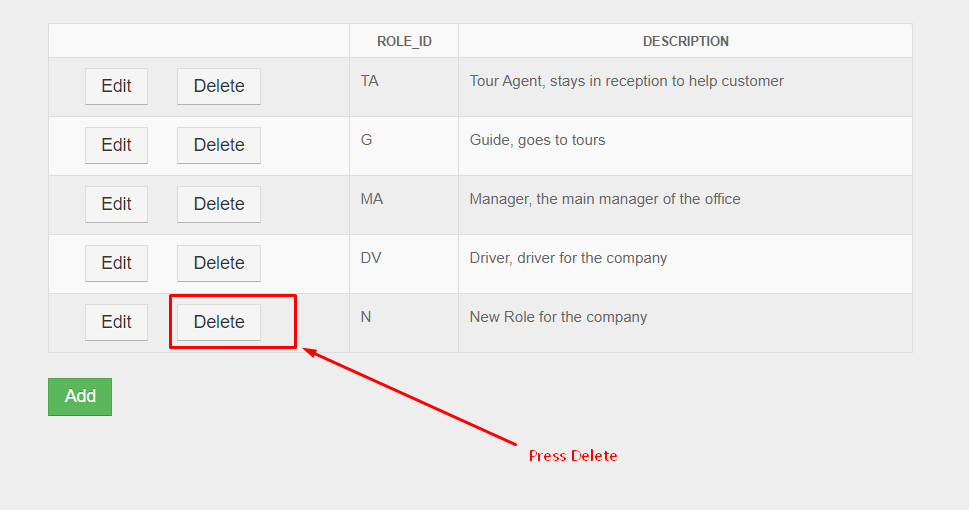 ROLE_ID DESCRIPTION
Edit Delete TA Tour Agent, stays in reception to help customer
Edit Delete G Guide, goes to tours
Edit Delete MA Manager, the main manager of the office
Edit Delete DV Driver, driver for the company
Edit Delete N New Role for the company
Add
Press Delete